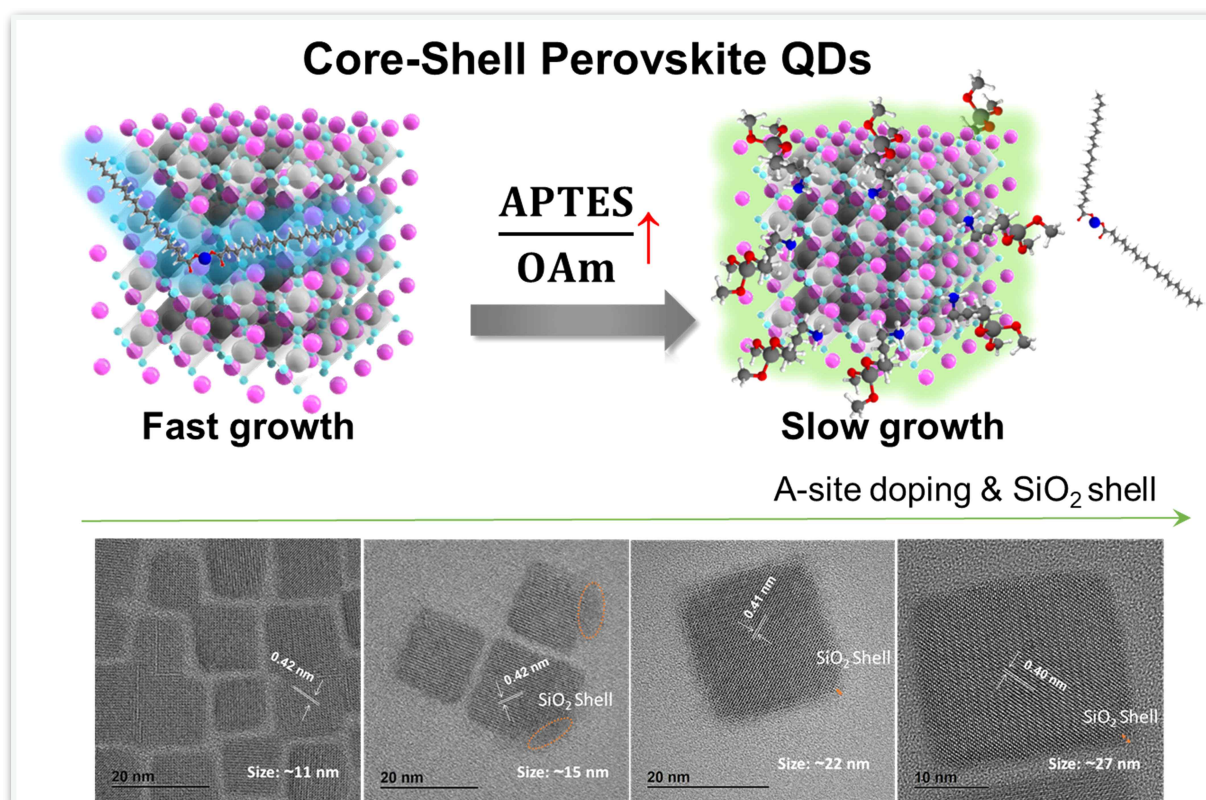 Core-Shell Perovskite QDs
APTES
OAm
Fast growth
Slow growth
A-site doping & SiO₂ shell
0.42 nm
20 nm
Size: ~11 nm
0.42 nm
SiO₂ Shell
20 nm
Size: ~15 nm
0.41 nm
SiO₂ Shell
20 nm
Size: ~22 nm
0.40 nm
SiO₂ Shell
10 nm
Size: ~27 nm